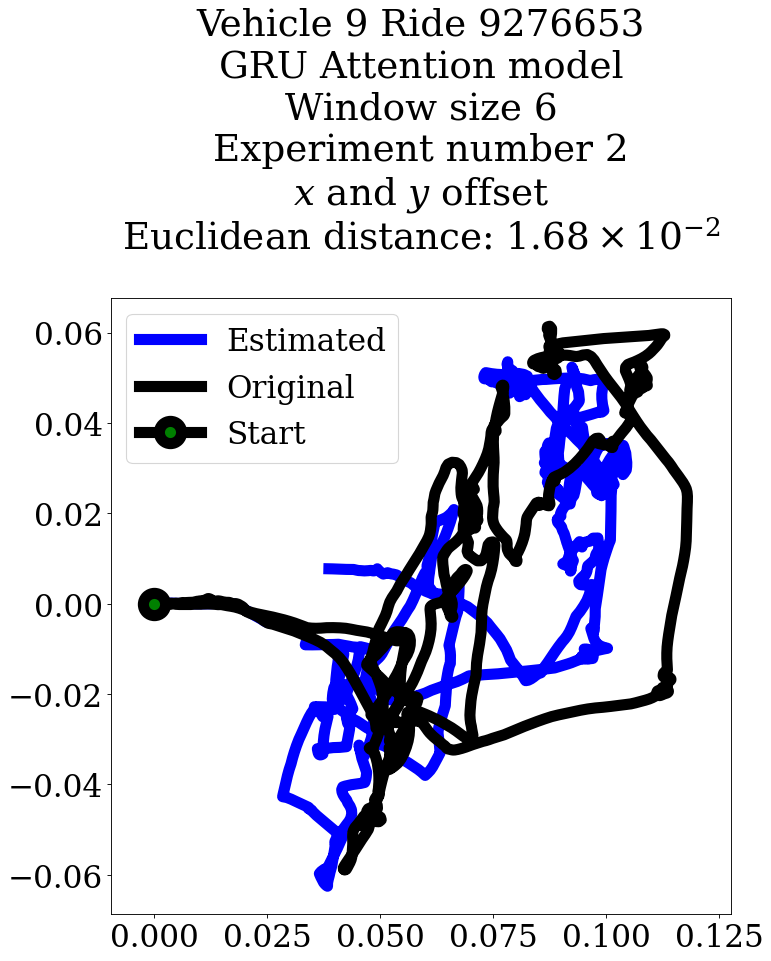 Vehicle 9 Ride 9276653
GRU Attention model
Window size 6
Experiment number 2
x and y offset
Euclidean distance: 1.68 × 10⁻²
Estimated
Original
Start
0.06
0.04
0.02
0.00
−0.02
−0.04
−0.06
0.000 0.025 0.050 0.075 0.100 0.125